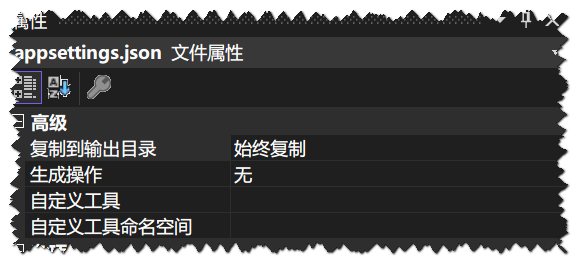 属性
appsettings.json 文件属性
高级
复制到输出目录 始终复制
生成操作 无
自定义工具
自定义工具命名空间